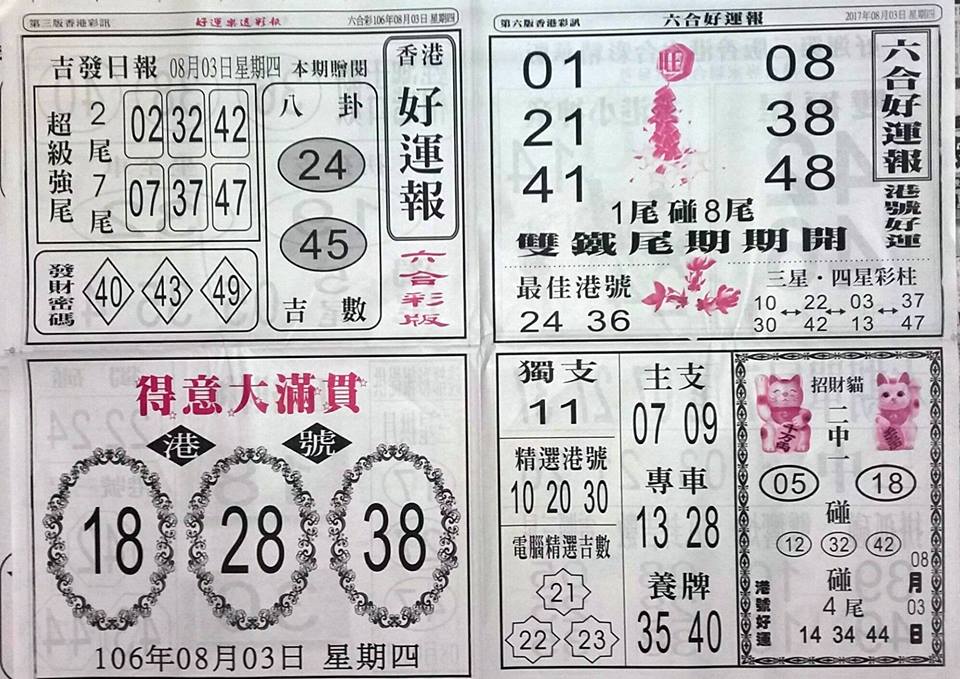 第三版香港彩訊
好運樂透彩報
六合彩106年08月03日 星期四
吉發日報 08月03日星期四 本期贈閱
超級強尾
2尾7尾
02 32 42
07 37 47
八卦
24
45
吉數
發財密碼
40 43 49
香港
好運報
六合彩版
第六版香港彩訊
六合好運報
2017年08月03日 星期四
01 08
21 38
41 48
1尾碰8尾
雙鐵尾期期開
六合好運報
港號好運
最佳港號
24 36
三星·四星彩柱
10 ↔ 22 ↔ 03 ↔ 37
30 42 13 47
得意大滿貫
港號
18 28 38
106年08月03日 星期四
獨支
11
精選港號
10 20 30
電腦精選吉數
21
22 23
主支
07 09
專車
13 28
養牌
35 40
招財貓
二中一
05 18
碰
12 32 42
碰
4尾
14 34 44
港號好運
08月03日